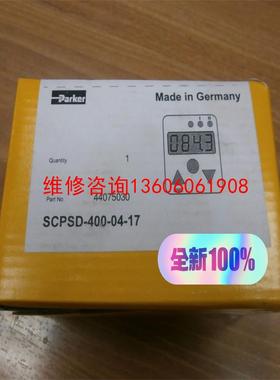 Parker
Made in Germany
0843
Quantity
1
Part No
44075030
SCPSD-400-04-17
维修咨询13606061908
全新100%